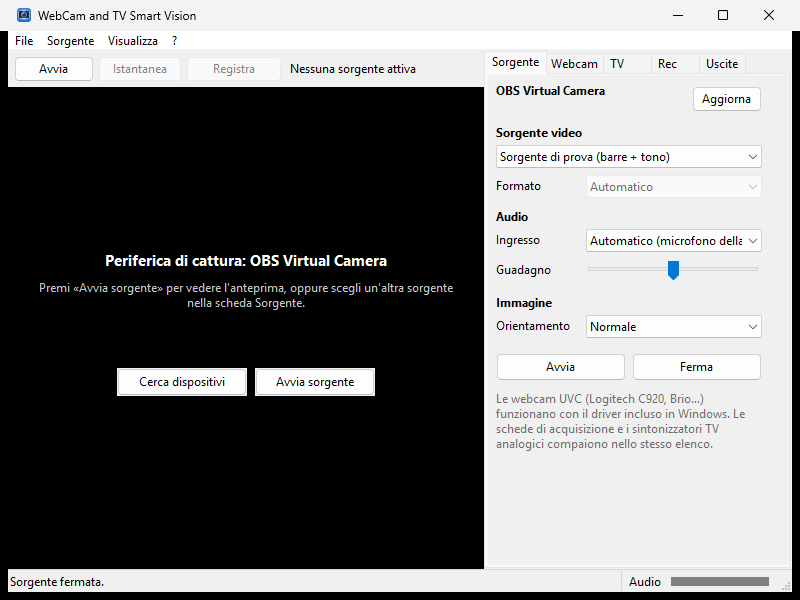 WebCam and TV Smart Vision
File Sorgente Visualizza ?
Avvia Istantanea Registra Nessuna sorgente attiva
Sorgente Webcam TV Rec Uscite
OBS Virtual Camera
Aggiorna
Sorgente video
Sorgente di prova (barre + tono)
Formato Automatico
Audio
Ingresso Automatico (microfono della
Guadagno
Immagine
Orientamento Normale
Avvia Ferma
Le webcam UVC (Logitech C920, Brio...)
funzionano con il driver incluso in Windows. Le
schede di acquisizione e i sintonizzatori TV
analogici compaiono nello stesso elenco.
Periferica di cattura: OBS Virtual Camera
Premi «Avvia sorgente» per vedere l'anteprima, oppure scegli un'altra sorgente
nella scheda Sorgente.
Cerca dispositivi Avvia sorgente
Sorgente fermata.
Audio